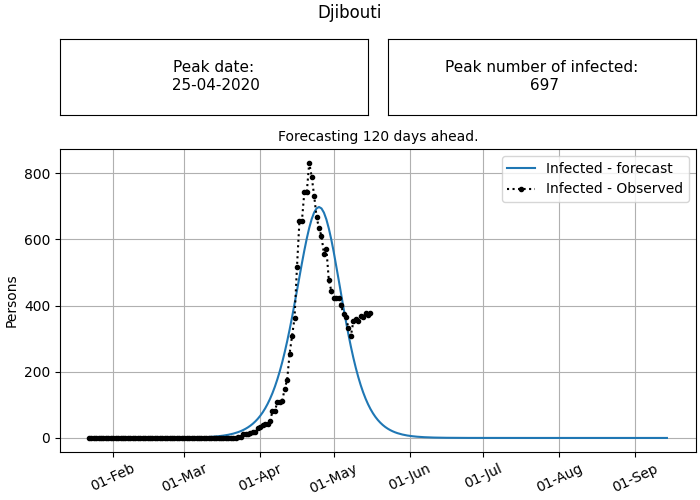 Djibouti
Peak date:
25-04-2020
Peak number of infected:
697
Forecasting 120 days ahead.
Infected - forecast
Infected - Observed
Persons
800
600
400
200
0
01-Feb
01-Mar
01-Apr
01-May
01-Jun
01-Jul
01-Aug
01-Sep